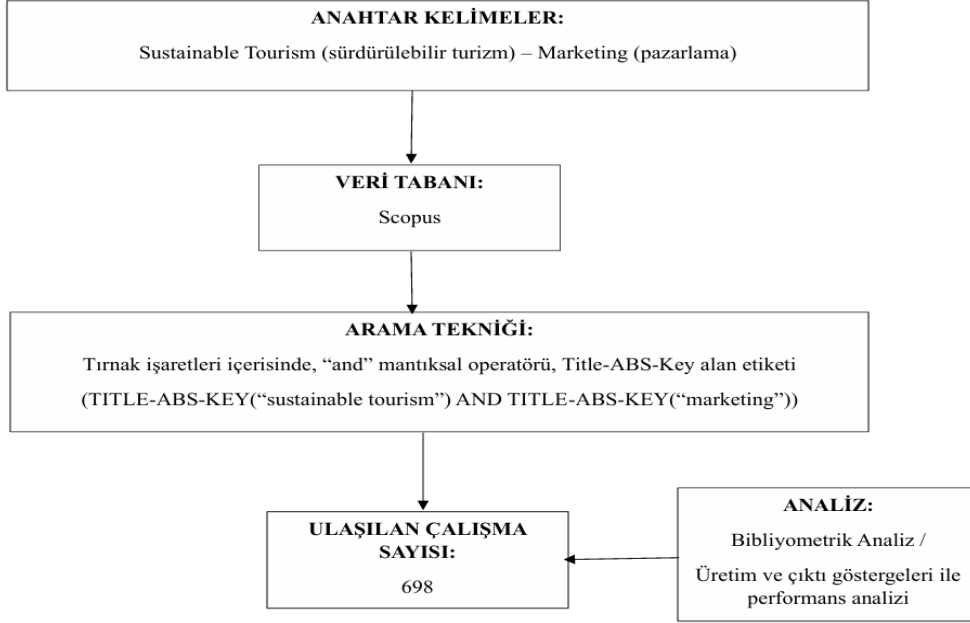 ANAHTAR KELİMELER:
Sustainable Tourism (sürdürülebilir turizm) – Marketing (pazarlama)
VERİ TABANI:
Scopus
ARAMA TEKNİĞİ:
Tırnak işaretleri içerisinde, “and” mantıksal operatörü, Title-ABS-Key alan etiketi
(TITLE-ABS-KEY(“sustainable tourism”) AND TITLE-ABS-KEY(“marketing”))
ULAŞILAN ÇALIŞMA
SAYISI:
698
ANALİZ:
Bibliyometrik Analiz /
Üretim ve çıktı göstergeleri ile
performans analizi